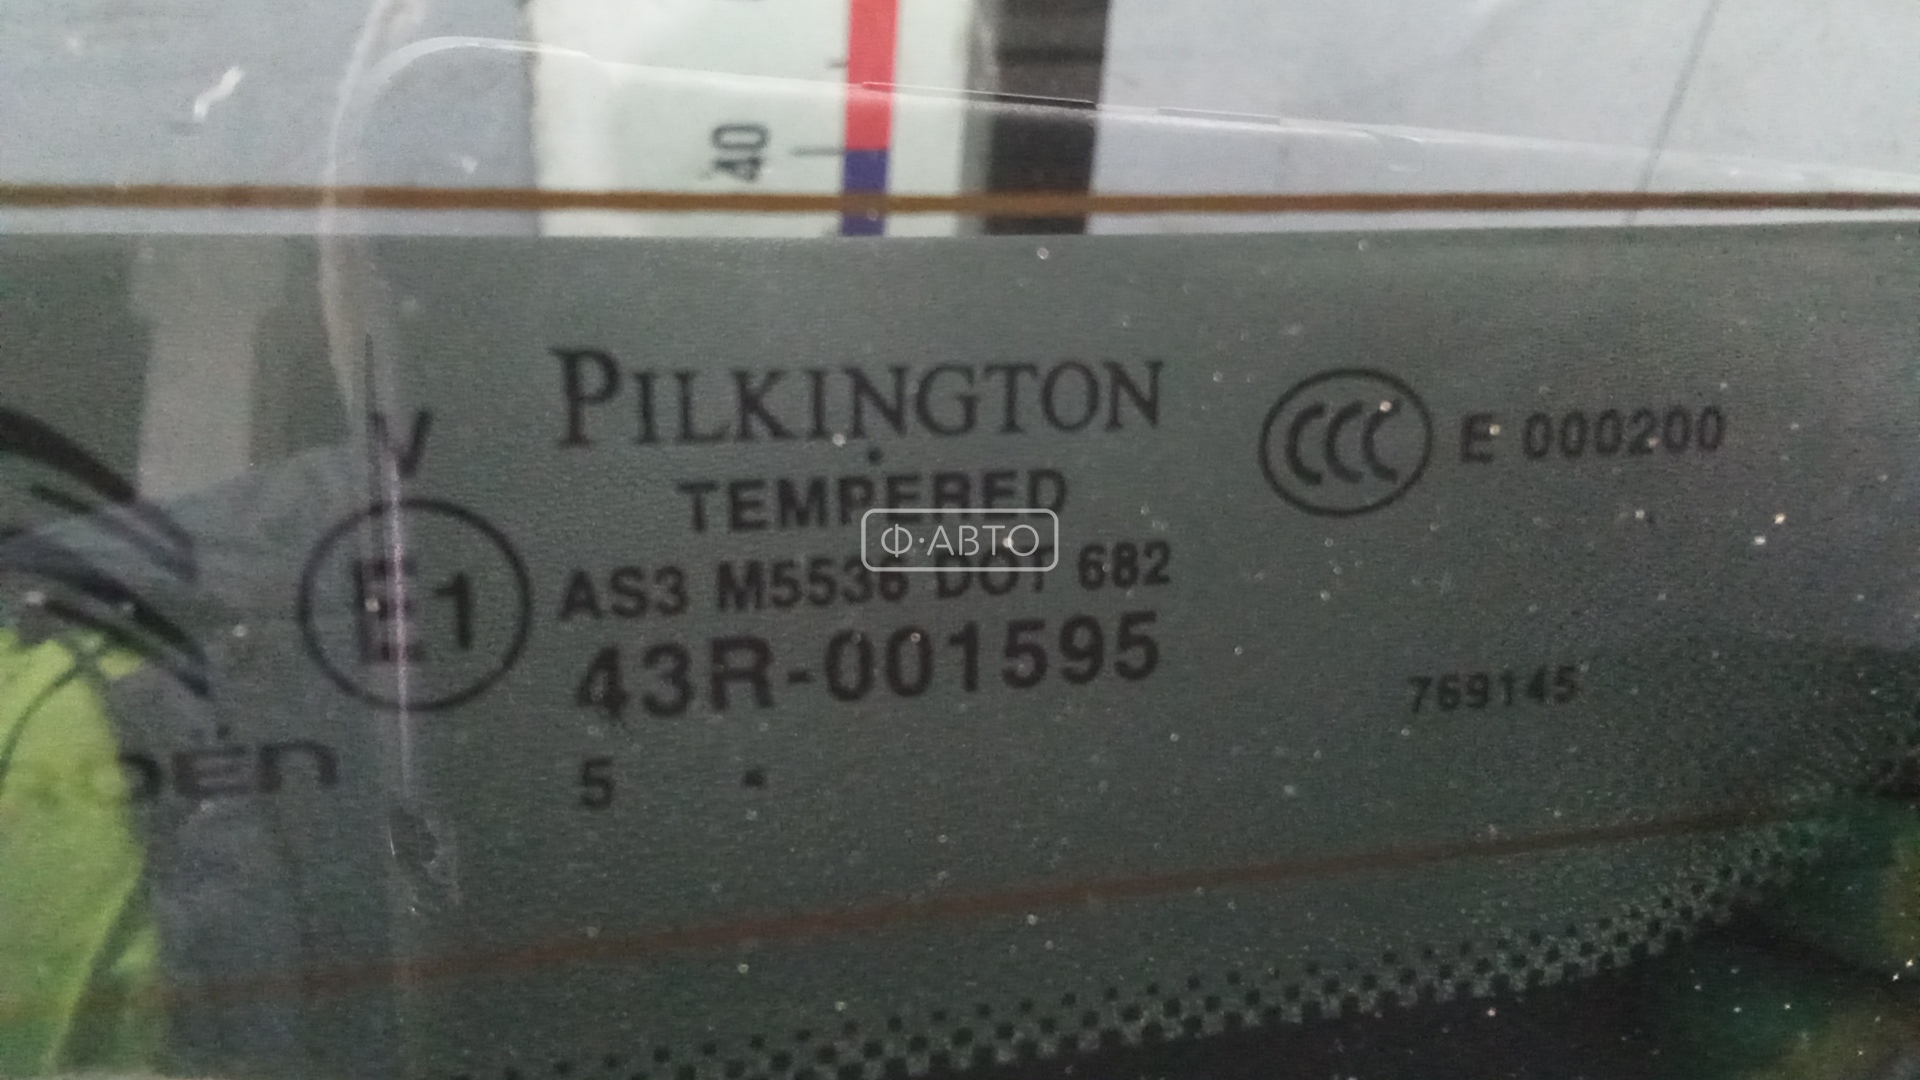 40
V
PILKINGTON
TEMPERED
CCC E 000200
Ф·АВТО
E1
AS3 M5536 DOT 682
43R-001595
769145
5